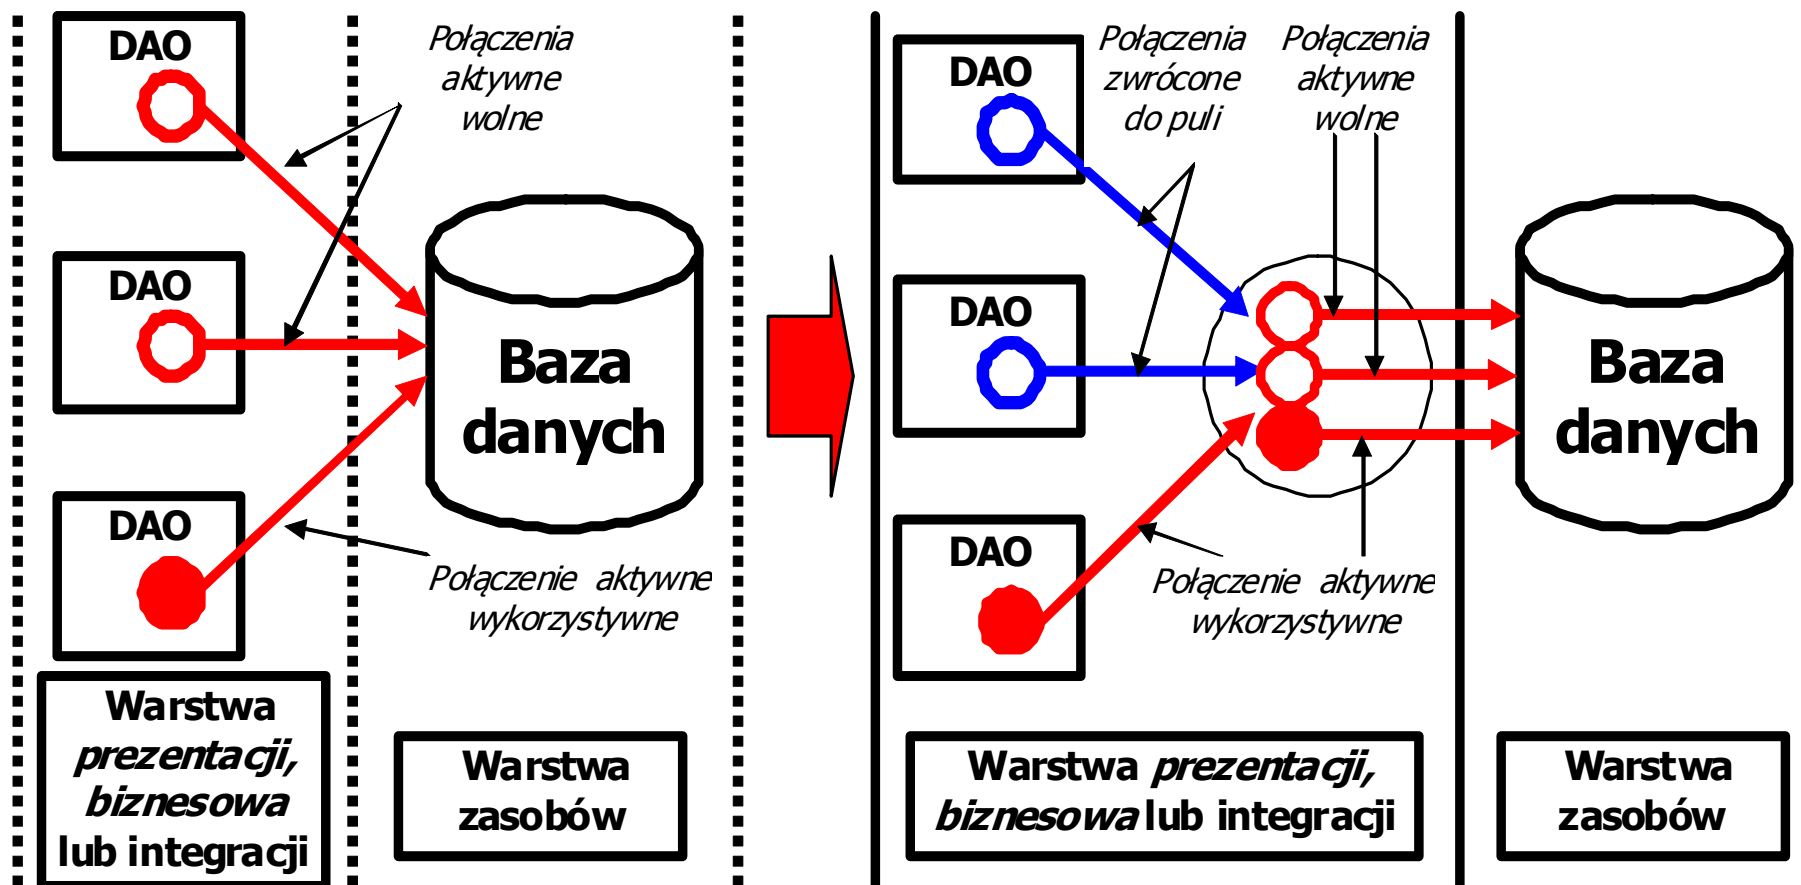 DAO
Połączenia
aktywne
wolne
DAO
Baza
danych
DAO
Połączenie aktywne
wykorzystywne
Warstwa
prezentacji,
biznesowa
lub integracji
Warstwa
zasobów
DAO
Połączenia
zwrócone
do puli
Połączenia
aktywne
wolne
DAO
Baza
danych
DAO
Połączenie aktywne
wykorzystywne
Warstwa prezentacji,
biznesowa lub integracji
Warstwa
zasobów